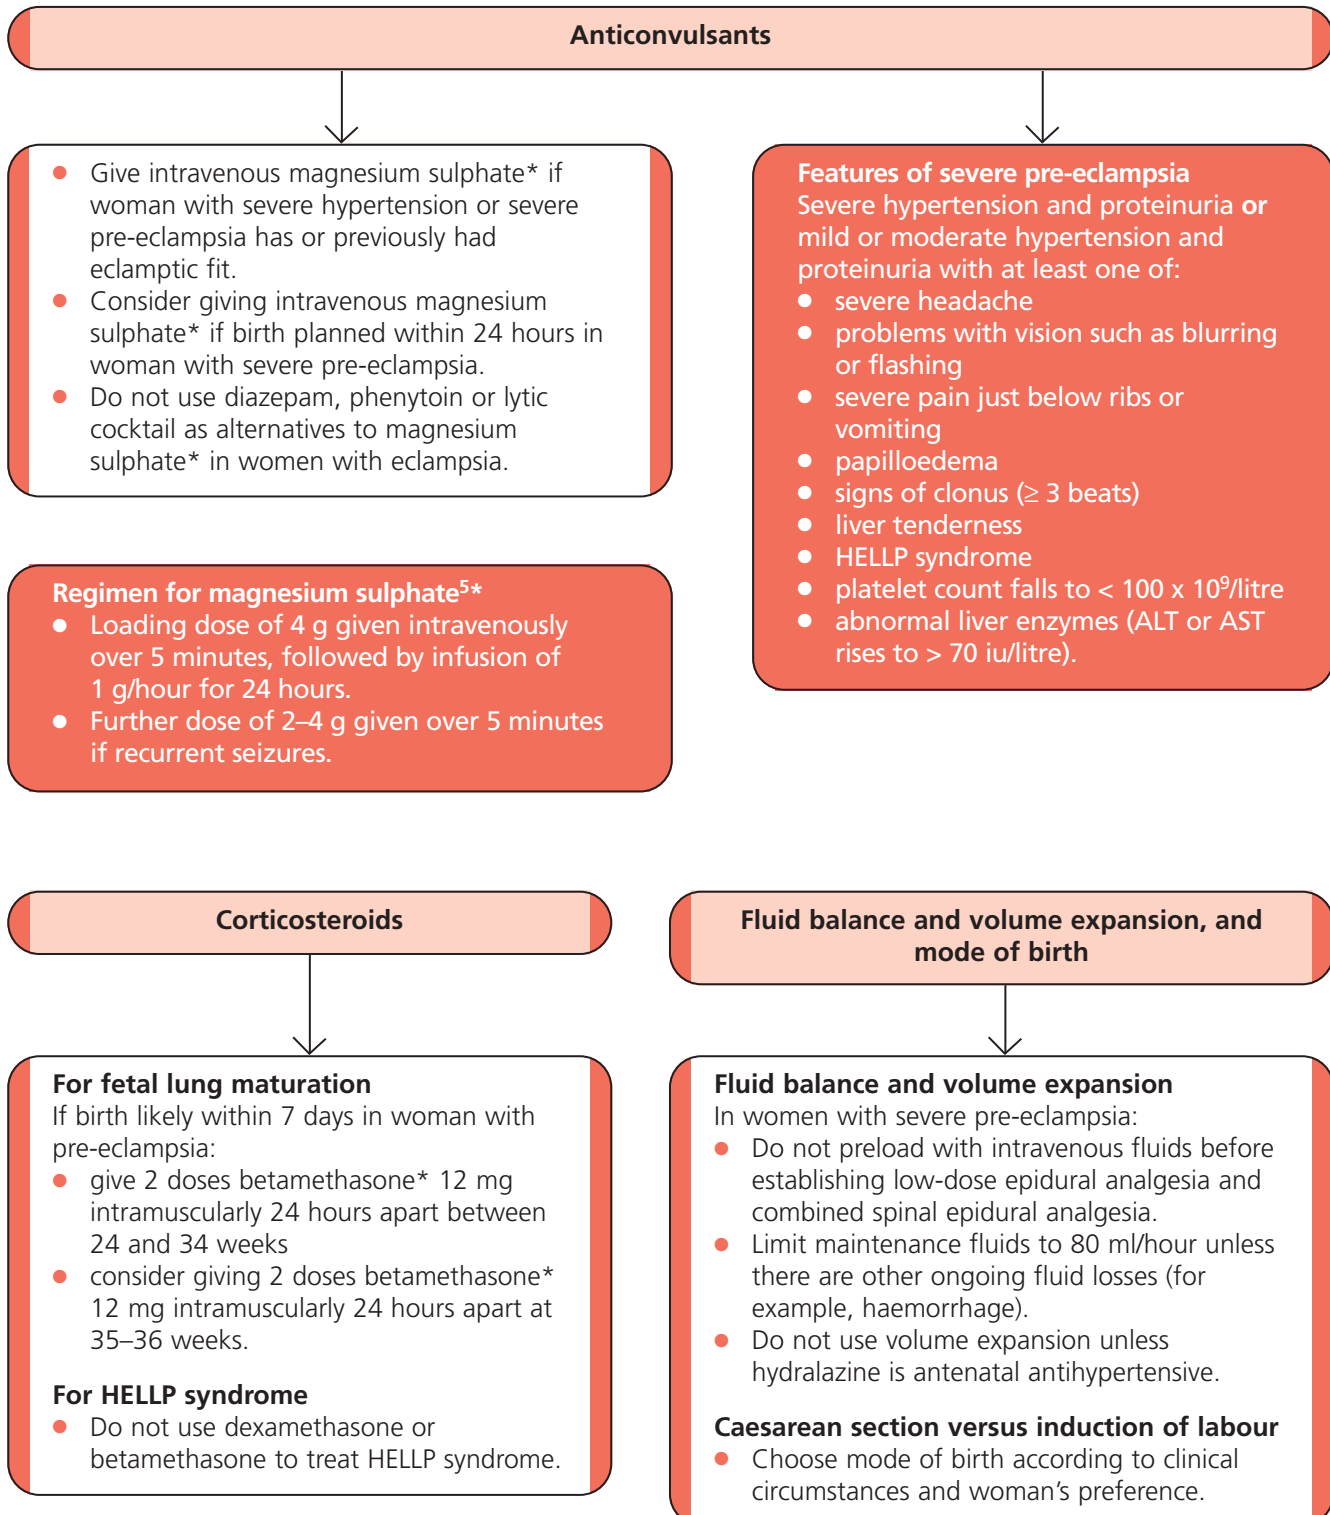 Anticonvulsants
● Give intravenous magnesium sulphate* if
woman with severe hypertension or severe
pre-eclampsia has or previously had
eclamptic fit.
● Consider giving intravenous magnesium
sulphate* if birth planned within 24 hours in
woman with severe pre-eclampsia.
● Do not use diazepam, phenytoin or lytic
cocktail as alternatives to magnesium
sulphate* in women with eclampsia.
Regimen for magnesium sulphate⁵*
● Loading dose of 4 g given intravenously
over 5 minutes, followed by infusion of
1 g/hour for 24 hours.
● Further dose of 2–4 g given over 5 minutes
if recurrent seizures.
Features of severe pre-eclampsia
Severe hypertension and proteinuria or
mild or moderate hypertension and
proteinuria with at least one of:
● severe headache
● problems with vision such as blurring
or flashing
● severe pain just below ribs or
vomiting
● papilloedema
● signs of clonus (≥ 3 beats)
● liver tenderness
● HELLP syndrome
● platelet count falls to < 100 x 10⁹/litre
● abnormal liver enzymes (ALT or AST
rises to > 70 iu/litre).
Corticosteroids
For fetal lung maturation
If birth likely within 7 days in woman with
pre-eclampsia:
● give 2 doses betamethasone* 12 mg
intramuscularly 24 hours apart between
24 and 34 weeks
● consider giving 2 doses betamethasone*
12 mg intramuscularly 24 hours apart at
35–36 weeks.
For HELLP syndrome
● Do not use dexamethasone or
betamethasone to treat HELLP syndrome.
Fluid balance and volume expansion, and
mode of birth
Fluid balance and volume expansion
In women with severe pre-eclampsia:
● Do not preload with intravenous fluids before
establishing low-dose epidural analgesia and
combined spinal epidural analgesia.
● Limit maintenance fluids to 80 ml/hour unless
there are other ongoing fluid losses (for
example, haemorrhage).
● Do not use volume expansion unless
hydralazine is antenatal antihypertensive.
Caesarean section versus induction of labour
● Choose mode of birth according to clinical
circumstances and woman's preference.